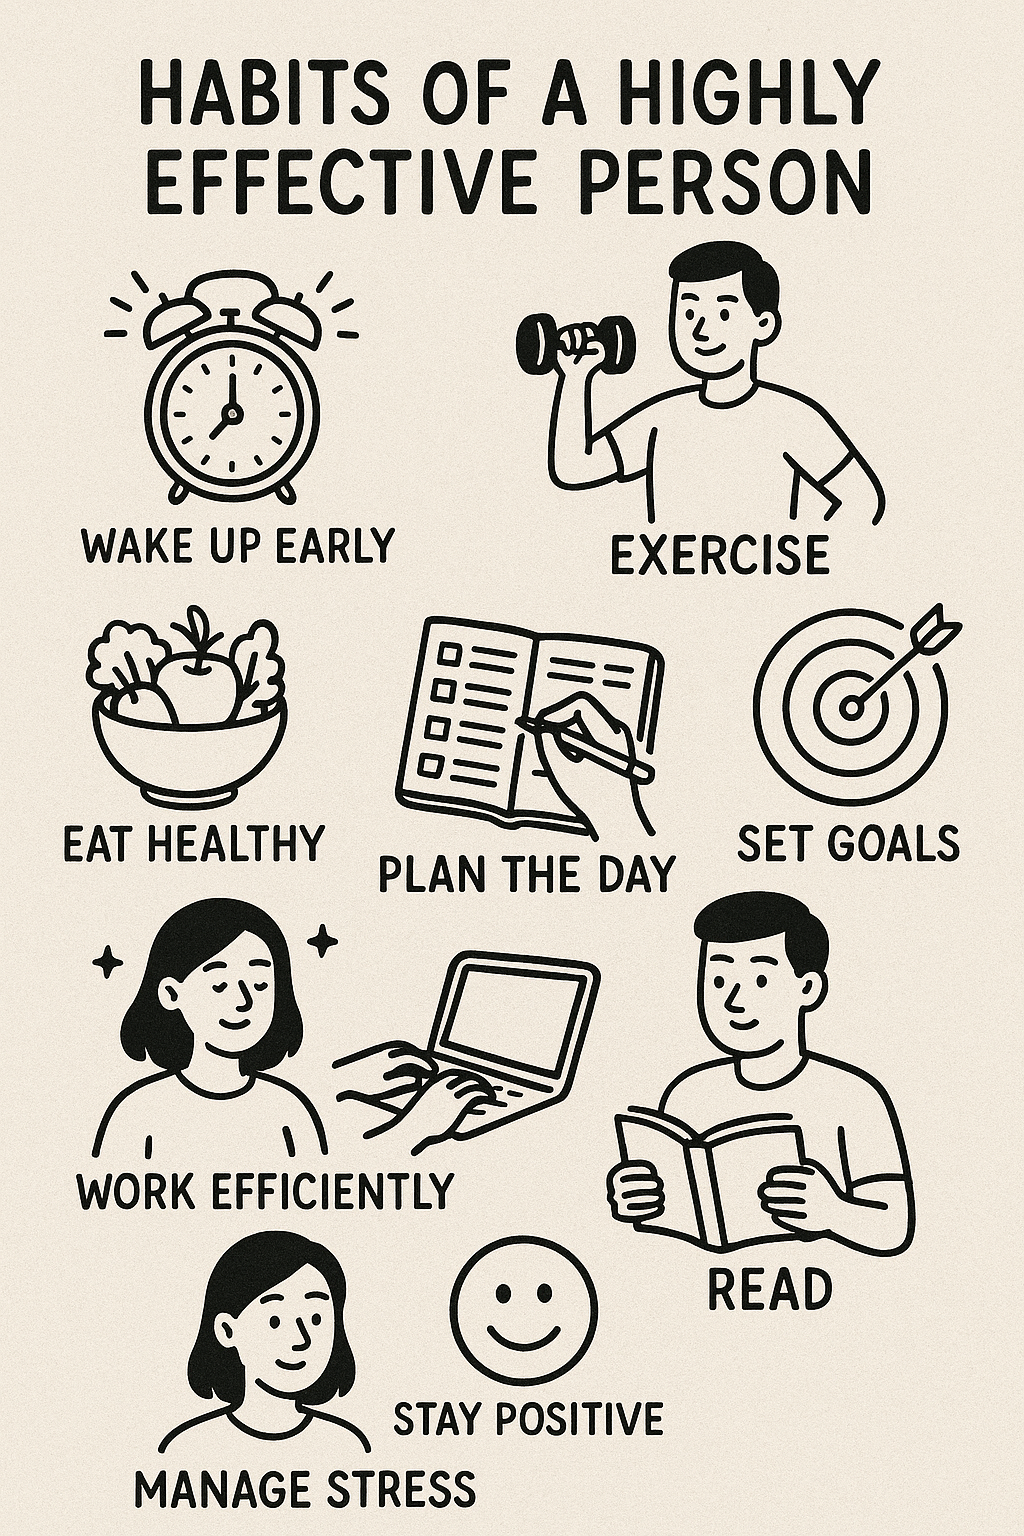 HABITS OF A HIGHLY
EFFECTIVE PERSON
WAKE UP EARLY
EXERCISE
EAT HEALTHY
PLAN THE DAY
SET GOALS
WORK EFFICIENTLY
READ
STAY POSITIVE
MANAGE STRESS